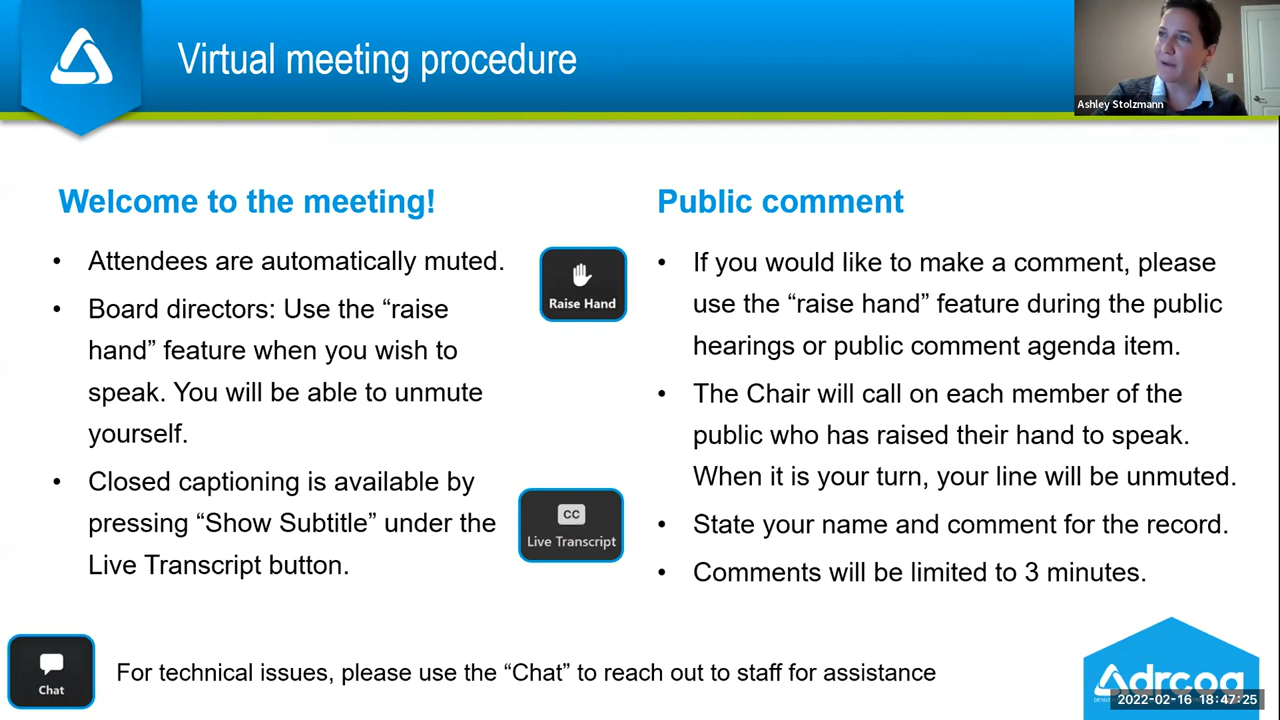 Virtual meeting procedure
Ashley Stolzmann
Welcome to the meeting!
• Attendees are automatically muted.
• Board directors: Use the “raise
hand” feature when you wish to
speak. You will be able to unmute
yourself.
• Closed captioning is available by
pressing “Show Subtitle” under the
Live Transcript button.
Raise Hand
CC
Live Transcript
Public comment
• If you would like to make a comment, please
use the “raise hand” feature during the public
hearings or public comment agenda item.
• The Chair will call on each member of the
public who has raised their hand to speak.
When it is your turn, your line will be unmuted.
• State your name and comment for the record.
• Comments will be limited to 3 minutes.
Chat
For technical issues, please use the “Chat” to reach out to staff for assistance
drcog
2022-02-16 18:47:25